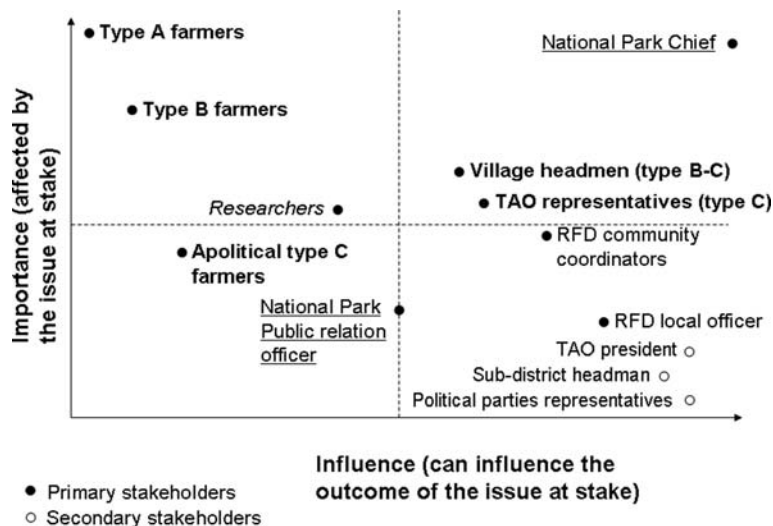 Importance (affected by
the issue at stake)
Type A farmers
National Park Chief
Type B farmers
Village headmen (type B-C)
TAO representatives (type C)
Researchers
RFD community
coordinators
Apolitical type C
farmers
National Park
Public relation
officer
RFD local officer
TAO president
Sub-district headman
Political parties representatives
Influence (can influence the
outcome of the issue at stake)
Primary stakeholders
Secondary stakeholders